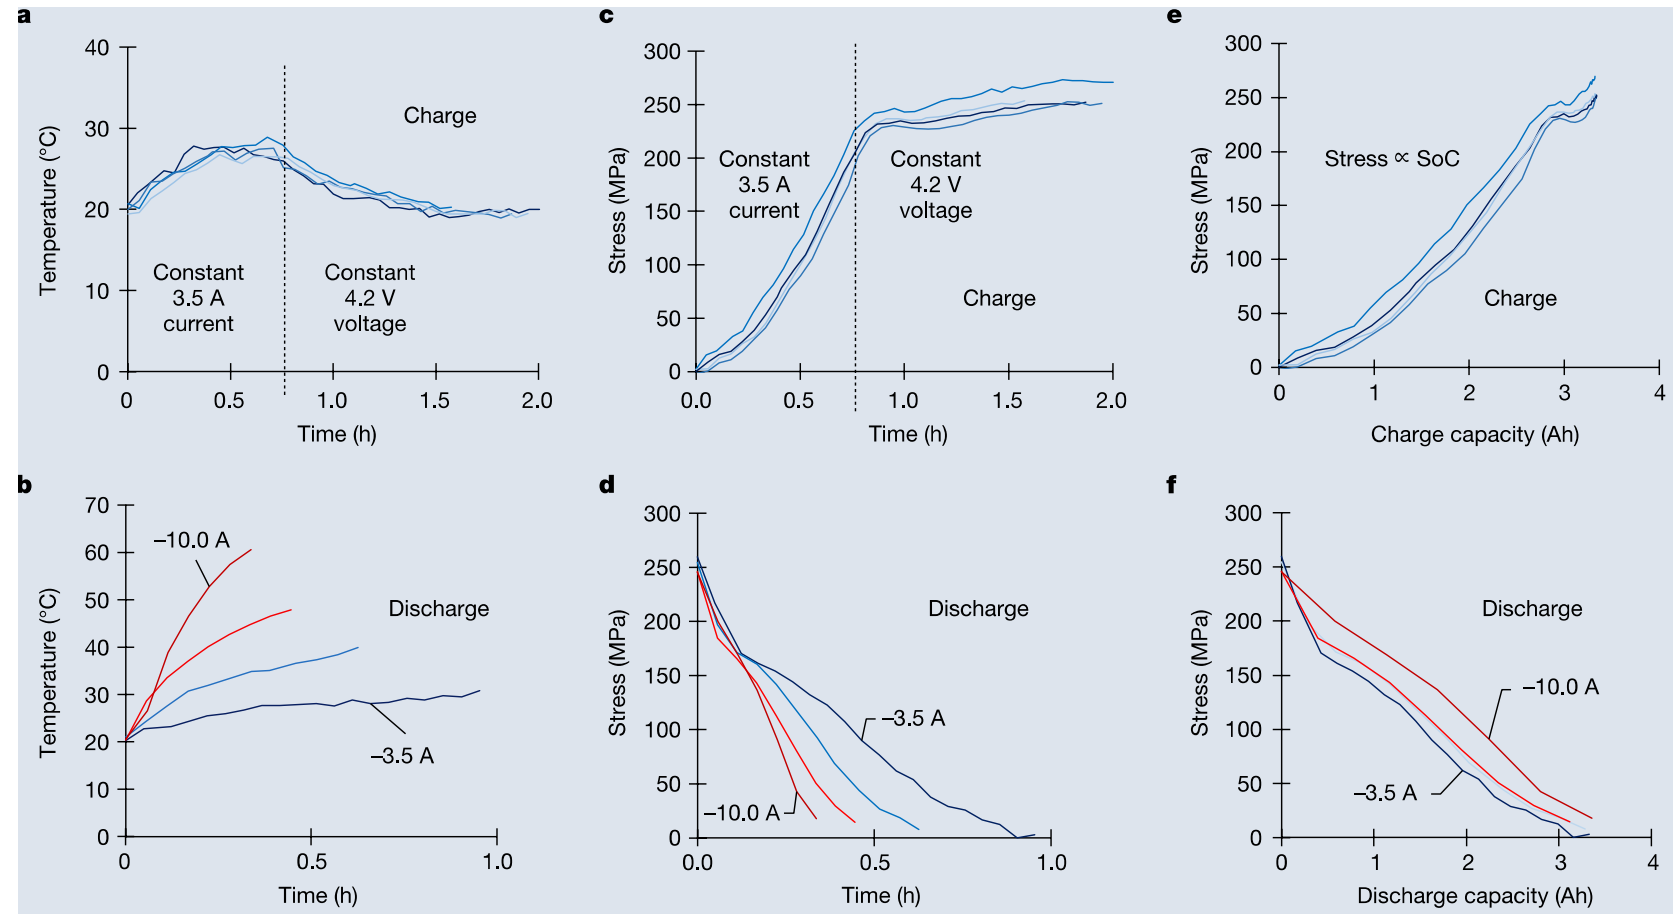 a
40
30
20
10
0
Temperature (°C)
Charge
Constant
3.5 A
current
Constant
4.2 V
voltage
0
0.5
1.0
1.5
2.0
Time (h)
c
300
250
200
150
100
50
0
Stress (MPa)
Constant
3.5 A
current
Constant
4.2 V
voltage
Charge
0.0
0.5
1.0
1.5
2.0
Time (h)
e
300
250
200
150
100
50
0
Stress (MPa)
Stress ∝ SoC
Charge
0
1
2
3
4
Charge capacity (Ah)
b
70
60
50
40
30
20
10
0
Temperature (°C)
–10.0 A
Discharge
–3.5 A
0
0.5
1.0
Time (h)
d
300
250
200
150
100
50
0
Stress (MPa)
Discharge
–3.5 A
–10.0 A
0.0
0.5
1.0
Time (h)
f
300
250
200
150
100
50
0
Stress (MPa)
Discharge
–10.0 A
–3.5 A
0
1
2
3
4
Discharge capacity (Ah)